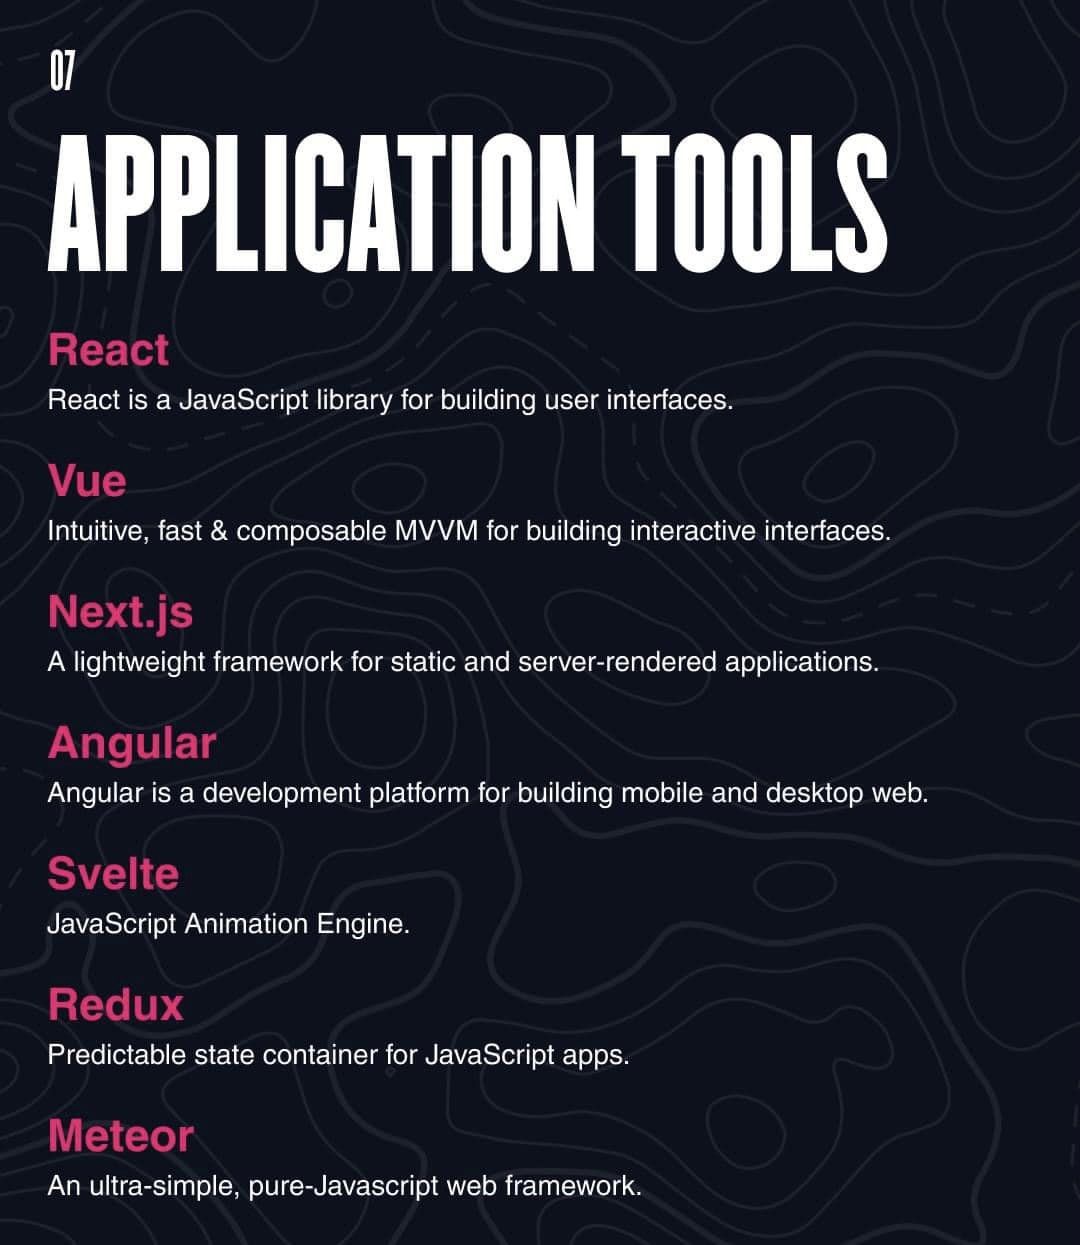 07
APPLICATION TOOLS
React
React is a JavaScript library for building user interfaces.
Vue
Intuitive, fast & composable MVVM for building interactive interfaces.
Next.js
A lightweight framework for static and server-rendered applications.
Angular
Angular is a development platform for building mobile and desktop web.
Svelte
JavaScript Animation Engine.
Redux
Predictable state container for JavaScript apps.
Meteor
An ultra-simple, pure-Javascript web framework.